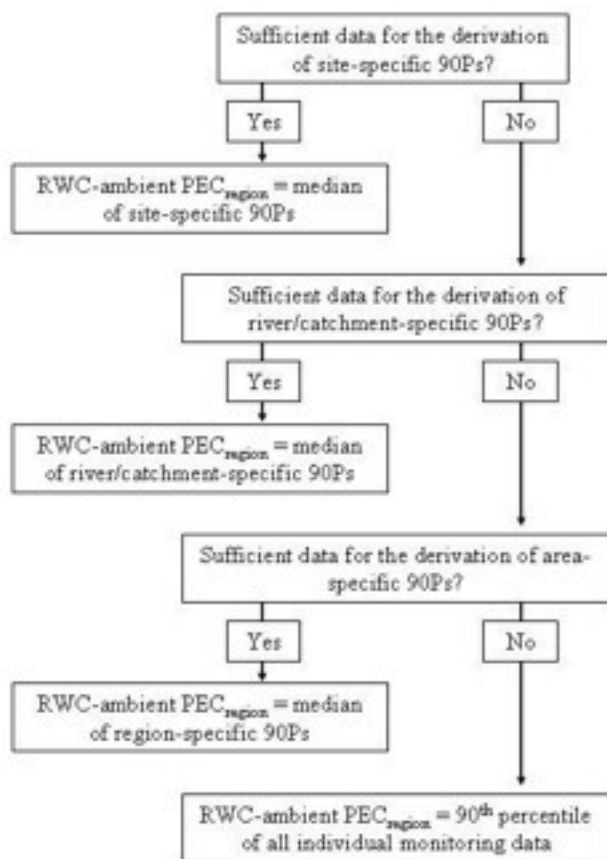 Sufficient data for the derivation
of site-specific 90Ps?
Yes
No
RWC-ambient PECregion = median
of site-specific 90Ps
Sufficient data for the derivation of
river/catchment-specific 90Ps?
Yes
No
RWC-ambient PECregion = median
of river/catchment-specific 90Ps
Sufficient data for the derivation of area-
specific 90Ps?
Yes
No
RWC-ambient PECregion = median
of region-specific 90Ps
RWC-ambient PECregion = 90th percentile
of all individual monitoring data